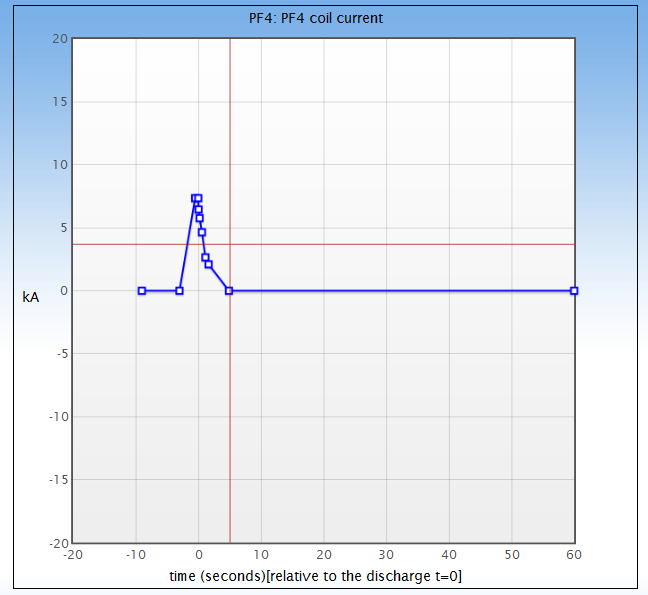 PF4: PF4 coil current
20
15
10
5
0
-5
-10
-15
-20
kA
-20 -10 0 10 20 30 40 50 60
time (seconds)[relative to the discharge t=0]